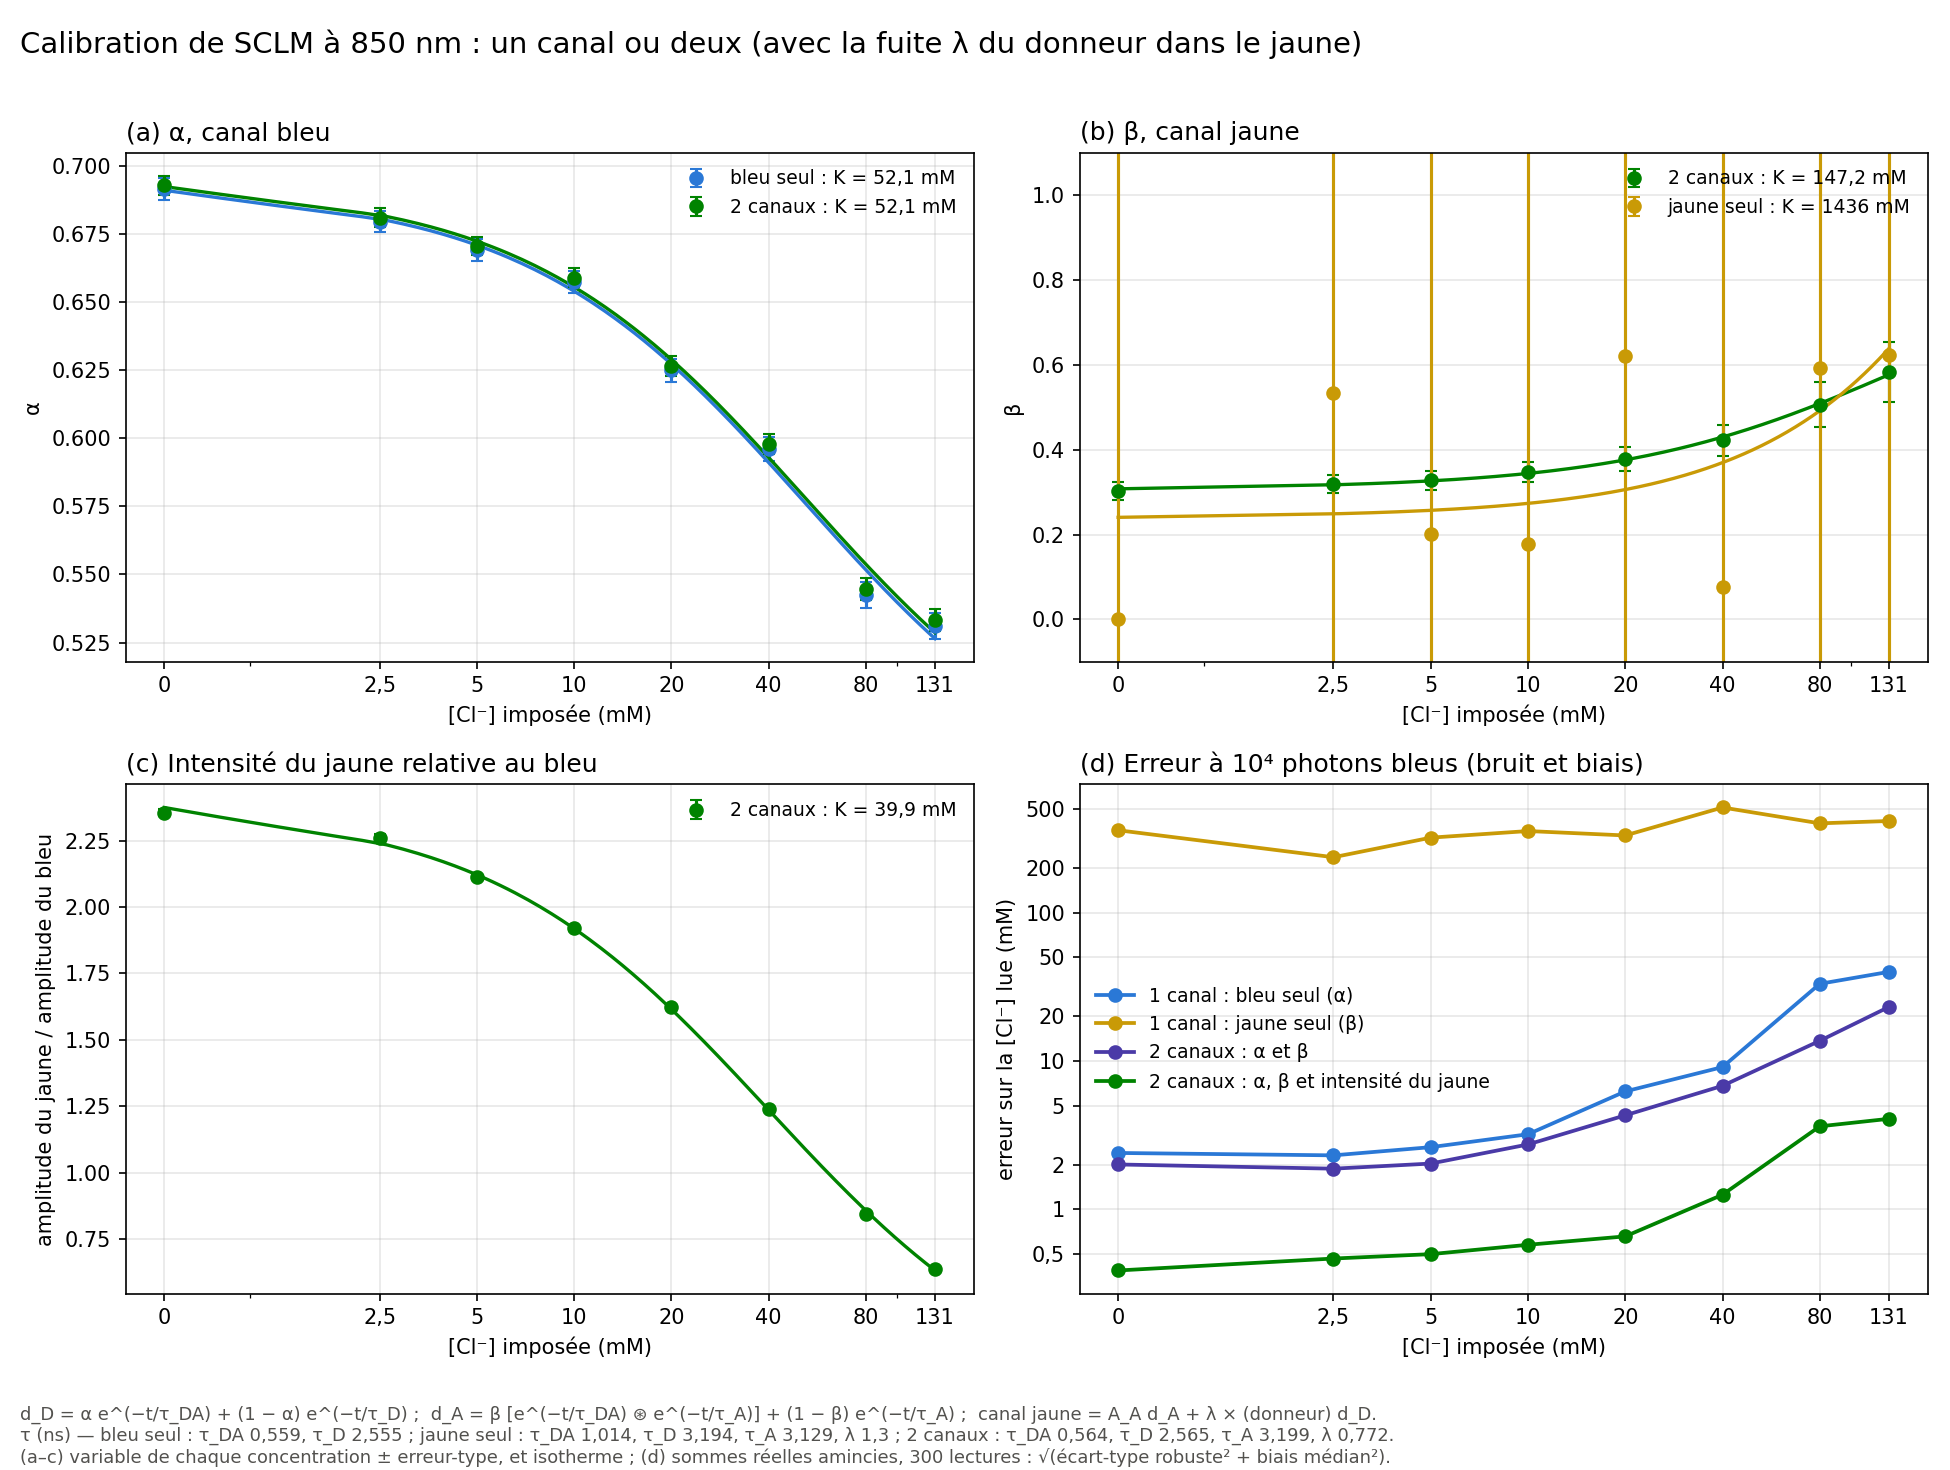 Calibration de SCLM à 850 nm : un canal ou deux (avec la fuite λ du donneur dans le jaune)
(a) α, canal bleu
0.700
0.675
0.650
0.625
0.600
0.575
0.550
0.525
α
bleu seul : K = 52,1 mM
2 canaux : K = 52,1 mM
0 2,5 5 10 20 40 80 131
[Cl⁻] imposée (mM)
(b) β, canal jaune
1.0
0.8
0.6
0.4
0.2
0.0
β
2 canaux : K = 147,2 mM
jaune seul : K = 1436 mM
0 2,5 5 10 20 40 80 131
[Cl⁻] imposée (mM)
(c) Intensité du jaune relative au bleu
2.25
2.00
1.75
1.50
1.25
1.00
0.75
amplitude du jaune / amplitude du bleu
2 canaux : K = 39,9 mM
0 2,5 5 10 20 40 80 131
[Cl⁻] imposée (mM)
(d) Erreur à 10⁴ photons bleus (bruit et biais)
500
200
100
50
20
10
5
2
1
0,5
erreur sur la [Cl⁻] lue (mM)
1 canal : bleu seul (α)
1 canal : jaune seul (β)
2 canaux : α et β
2 canaux : α, β et intensité du jaune
0 2,5 5 10 20 40 80 131
[Cl⁻] imposée (mM)
d_D = α e^(−t/τ_DA) + (1 − α) e^(−t/τ_D) ;  d_A = β [e^(−t/τ_DA) ⊛ e^(−t/τ_A)] + (1 − β) e^(−t/τ_A) ;  canal jaune = A_A d_A + λ × (donneur) d_D.
τ (ns) — bleu seul : τ_DA 0,559, τ_D 2,555 ; jaune seul : τ_DA 1,014, τ_D 3,194, τ_A 3,129, λ 1,3 ; 2 canaux : τ_DA 0,564, τ_D 2,565, τ_A 3,199, λ 0,772.
(a–c) variable de chaque concentration ± erreur-type, et isotherme ; (d) sommes réelles amincies, 300 lectures : √(écart-type robuste² + biais médian²).